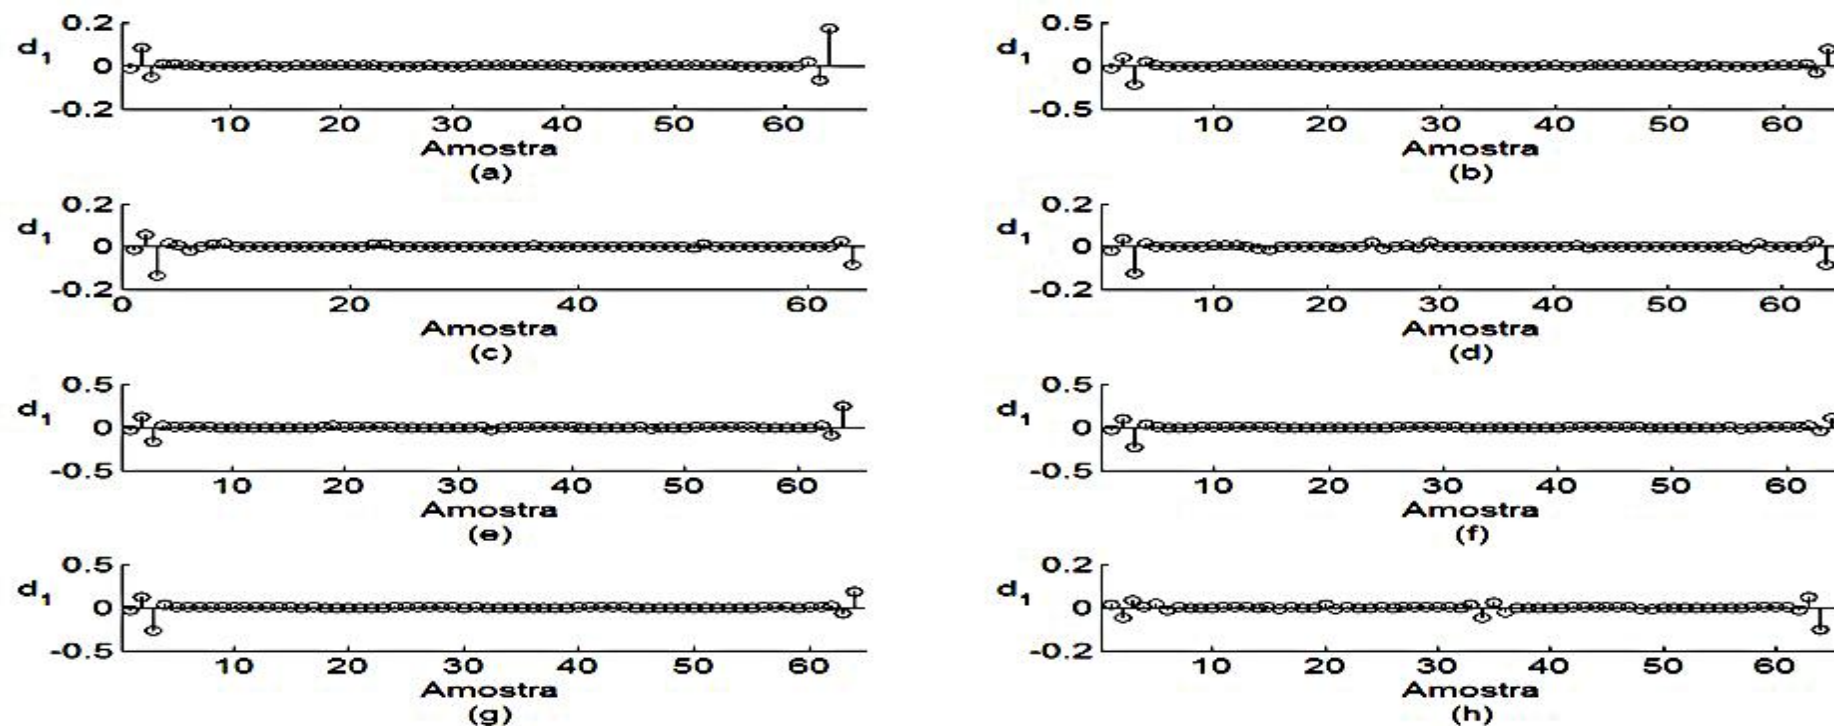 0.2 0.5
d1 0 d1 0
-0.2 -0.5
10 20 30 40 50 60 10 20 30 40 50 60
Amostra Amostra
(a) (b)
0.2 0.2
d1 0 d1 0
-0.2 -0.2
0 20 40 60 10 20 30 40 50 60
Amostra Amostra
(c) (d)
0.5 0.5
d1 0 d1 0
-0.5 -0.5
10 20 30 40 50 60 10 20 30 40 50 60
Amostra Amostra
(e) (f)
0.5 0.2
d1 0 d1 0
-0.5 -0.2
10 20 30 40 50 60 10 20 30 40 50 60
Amostra Amostra
(g) (h)